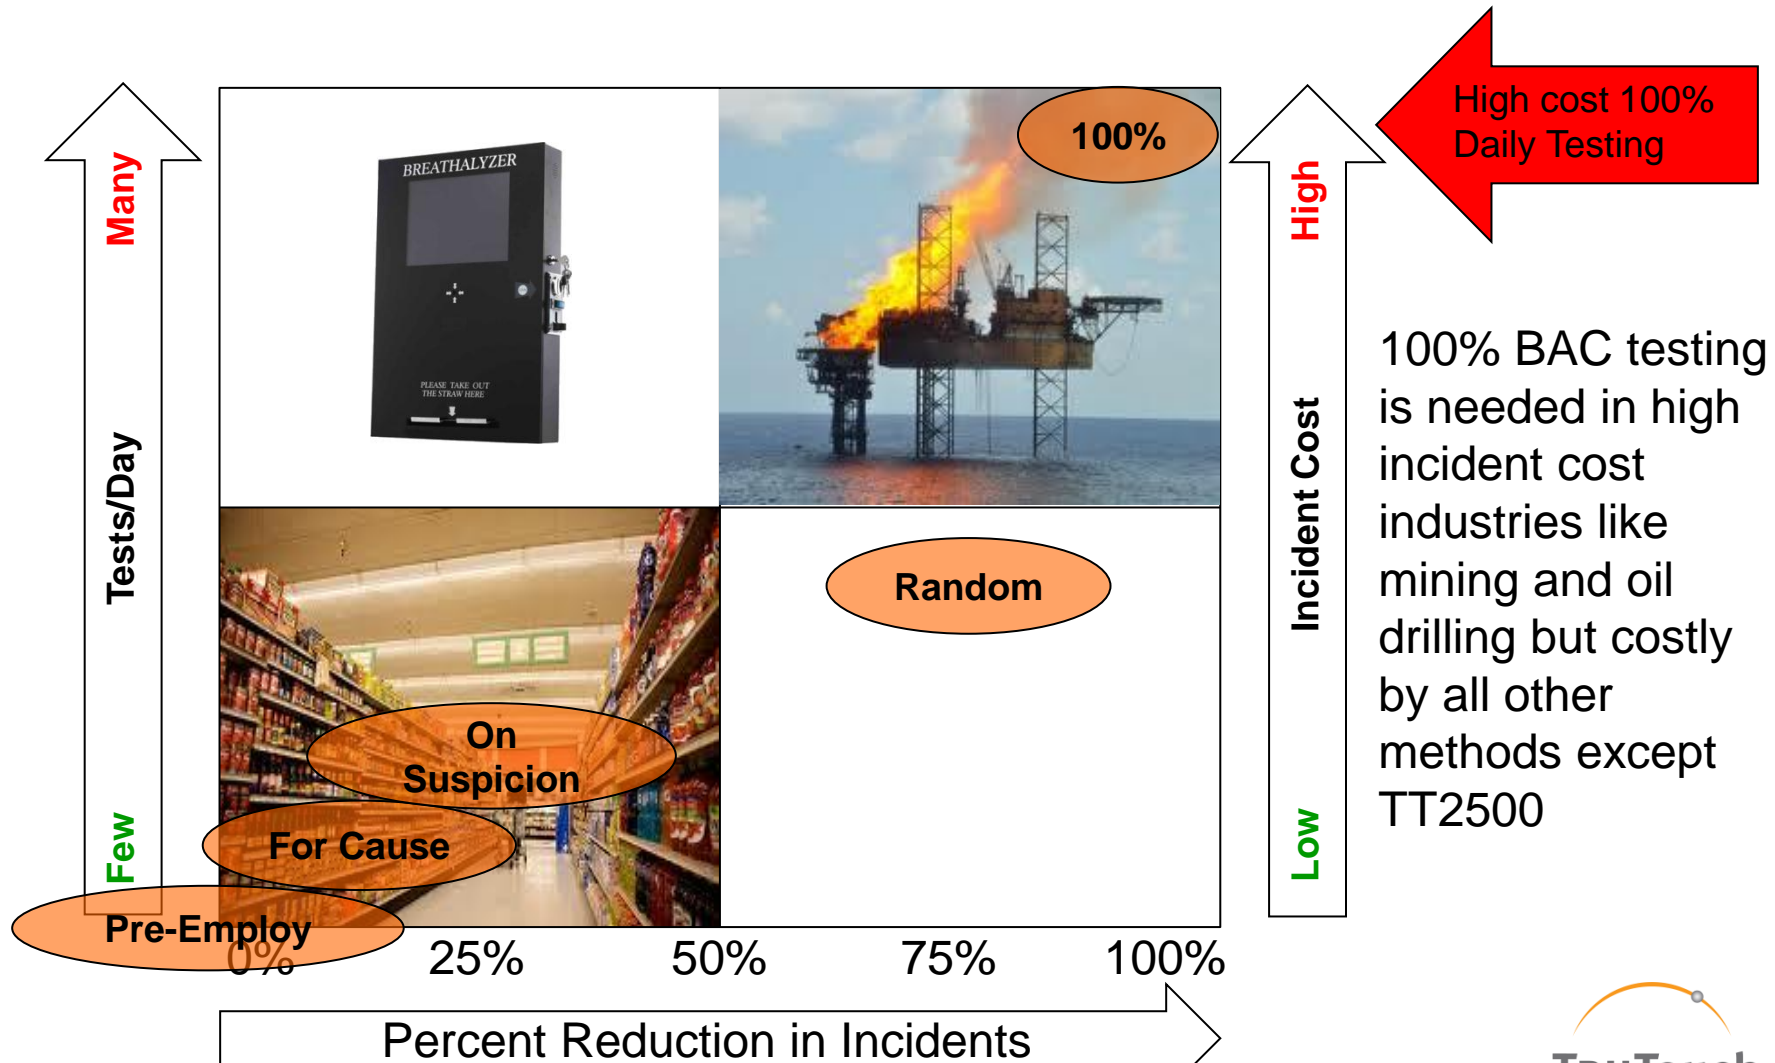 High cost 100%
Daily Testing
Many
Tests/Day
Few
BREATHALYZER
PLEASE TAKE OUT
THE STRAW HERE
100%
Random
On
Suspicion
For Cause
Pre-Employ
High
Incident Cost
Low
100% BAC testing
is needed in high
incident cost
industries like
mining and oil
drilling but costly
by all other
methods except
TT2500
0% 25% 50% 75% 100%
Percent Reduction in Incidents
TruTouch